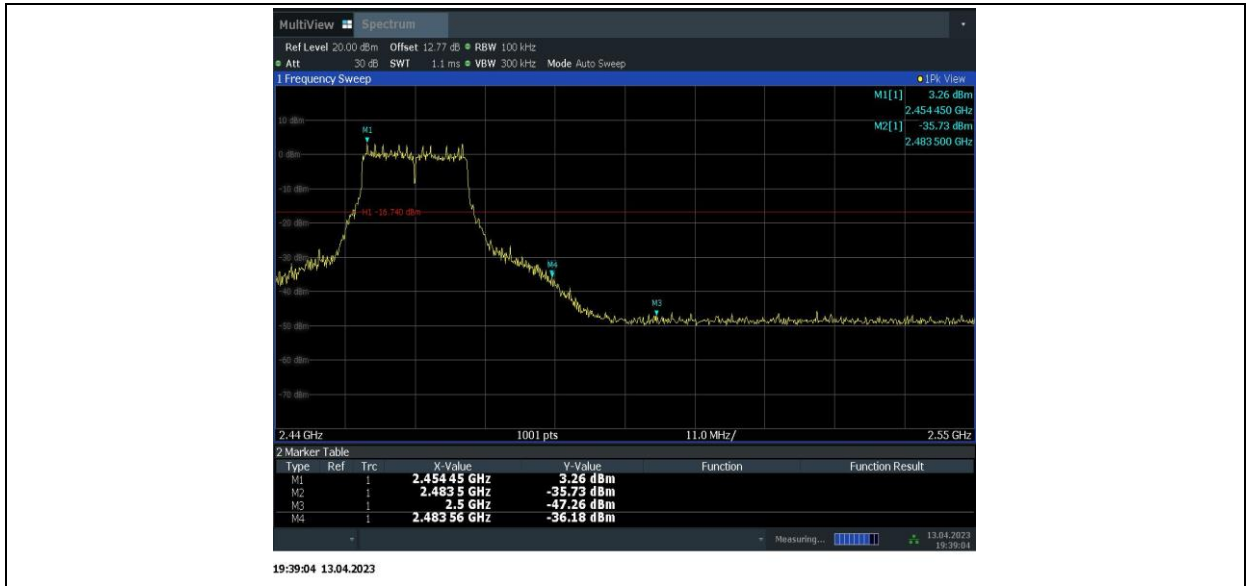 MultiView Spectrum
Ref Level 20.00 dBm Offset 12.77 dB RBW 100 kHz
Att 30 dB SWT 1.1 ms VBW 300 kHz Mode Auto Sweep
1 Frequency Sweep 1Pk View
M1[1] 3.26 dBm
2.454 450 GHz
10 dBm
M2[1] -35.73 dBm
M1
2.483 500 GHz
0 dBm
-10 dBm
H1 -16.740 dBm
-20 dBm
-30 dBm
M4
-40 dBm
M3
-50 dBm
-60 dBm
-70 dBm
2.44 GHz 1001 pts 11.0 MHz/ 2.55 GHz
2 Marker Table
Type Ref Trc X-Value Y-Value Function Function Result
M1 1 2.454 45 GHz 3.26 dBm
M2 1 2.483 5 GHz -35.73 dBm
M3 1 2.5 GHz -47.26 dBm
M4 1 2.483 56 GHz -36.18 dBm
Measuring... 13.04.2023
19:39:04
19:39:04 13.04.2023